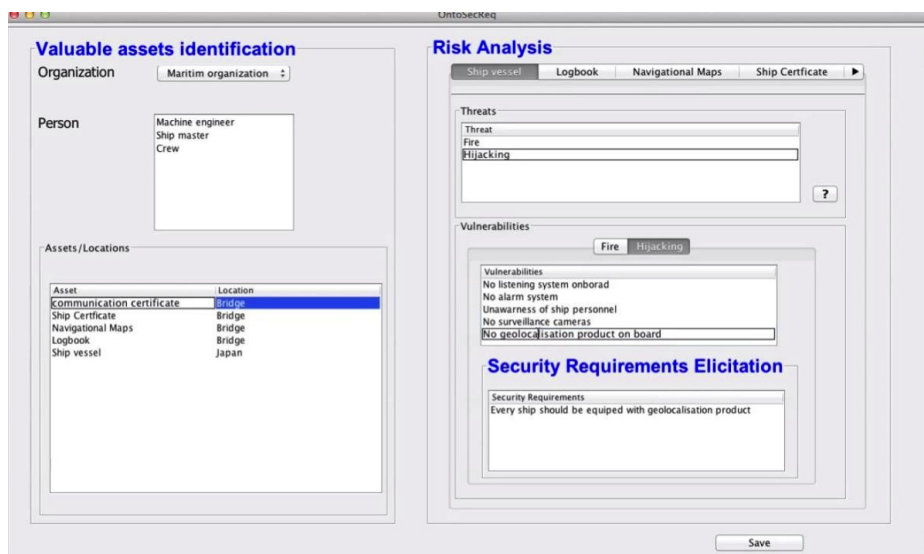 OntoSecReq
Valuable assets identification
Organization
Maritim organization
Person
Machine engineer
Ship master
Crew
Assets/Locations
Asset Location
communication certificate Bridge
Ship Certficate Bridge
Navigational Maps Bridge
Logbook Bridge
Ship vessel Japan
Risk Analysis
Ship vessel Logbook Navigational Maps Ship Certficate
Threats
Threat
Fire
Hijacking
?
Vulnerabilities
Fire Hijacking
Vulnerabilities
No listening system onborad
No alarm system
Unawarness of ship personnel
No surveillance cameras
No geolocalisation product on board
Security Requirements Elicitation
Security Requirements
Every ship should be equiped with geolocalisation product
Save